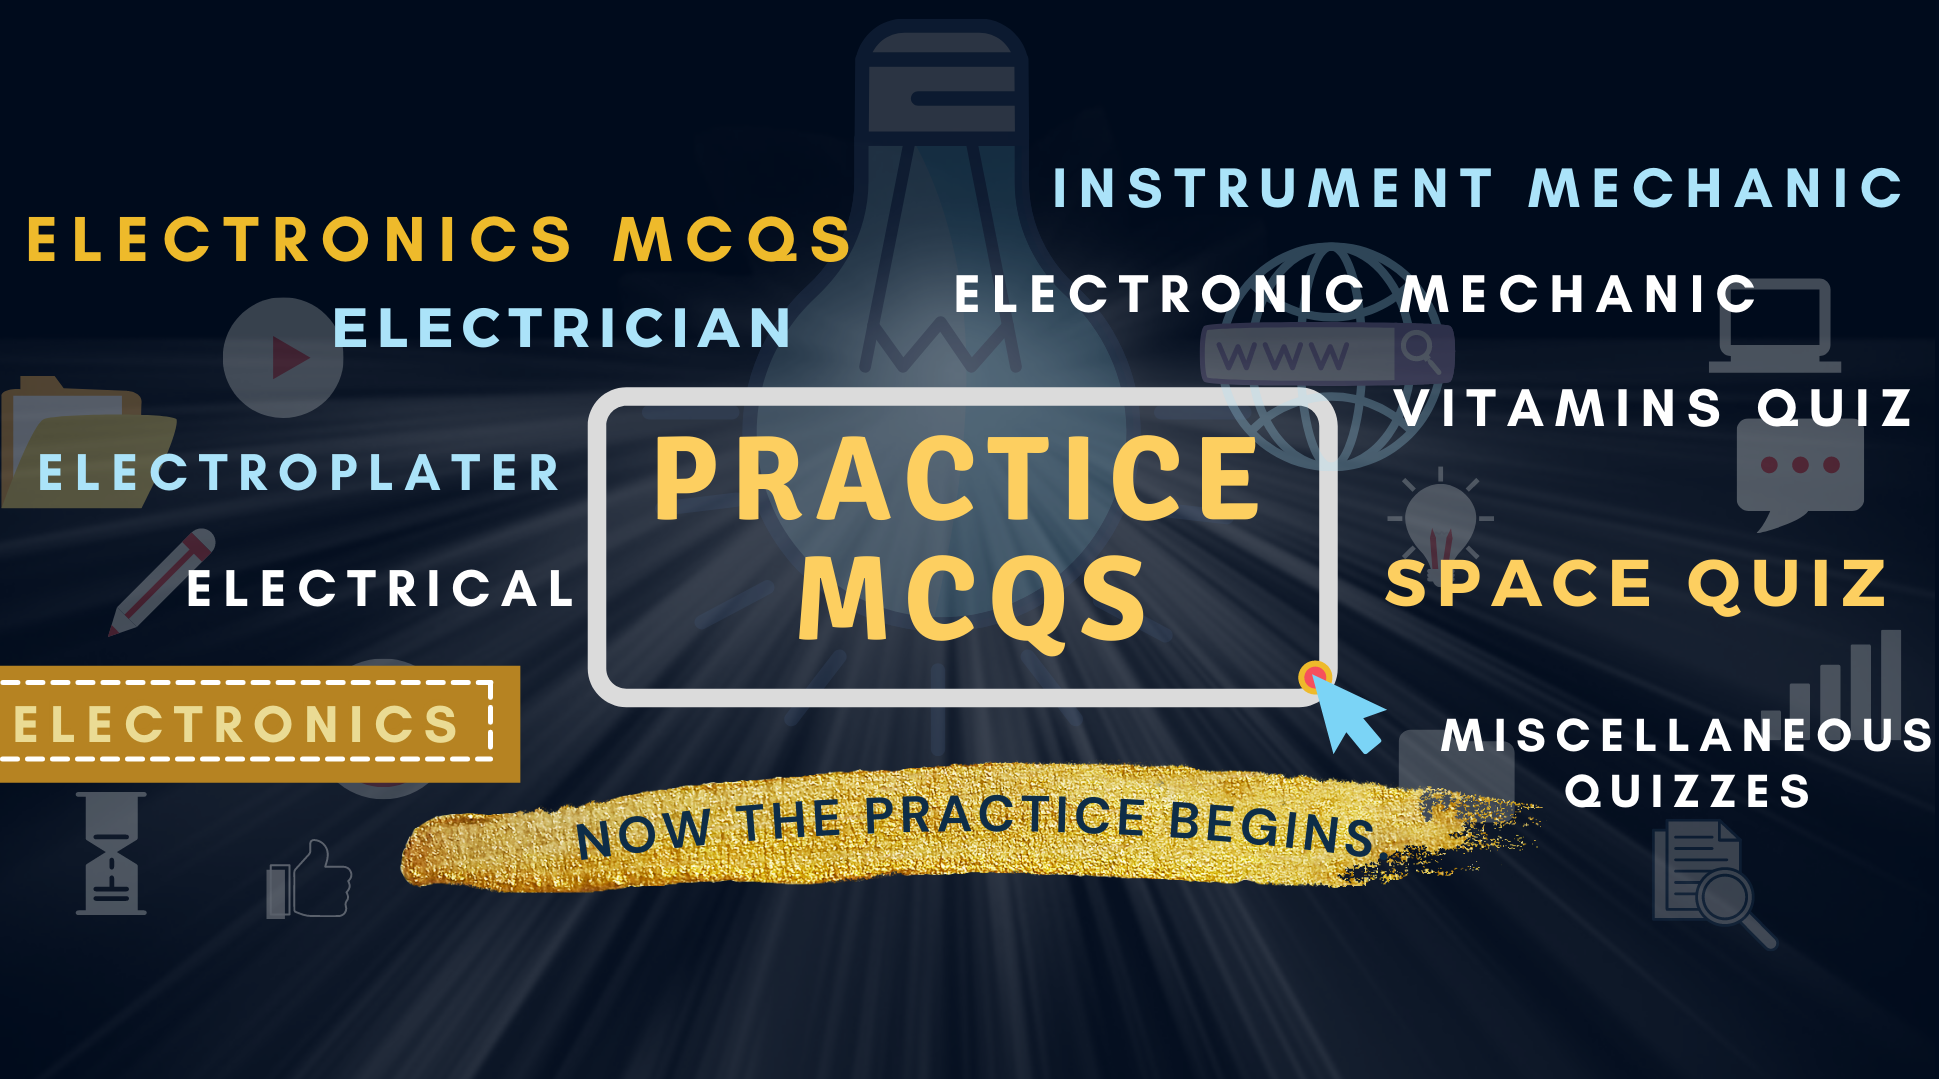 INSTRUMENT MECHANIC
ELECTRONICS MCQS
ELECTRONIC MECHANIC
ELECTRICIAN
WWW
VITAMINS QUIZ
ELECTROPLATER
PRACTICE
MCQS
ELECTRICAL
SPACE QUIZ
ELECTRONICS
MISCELLANEOUS
QUIZZES
NOW THE PRACTICE BEGINS